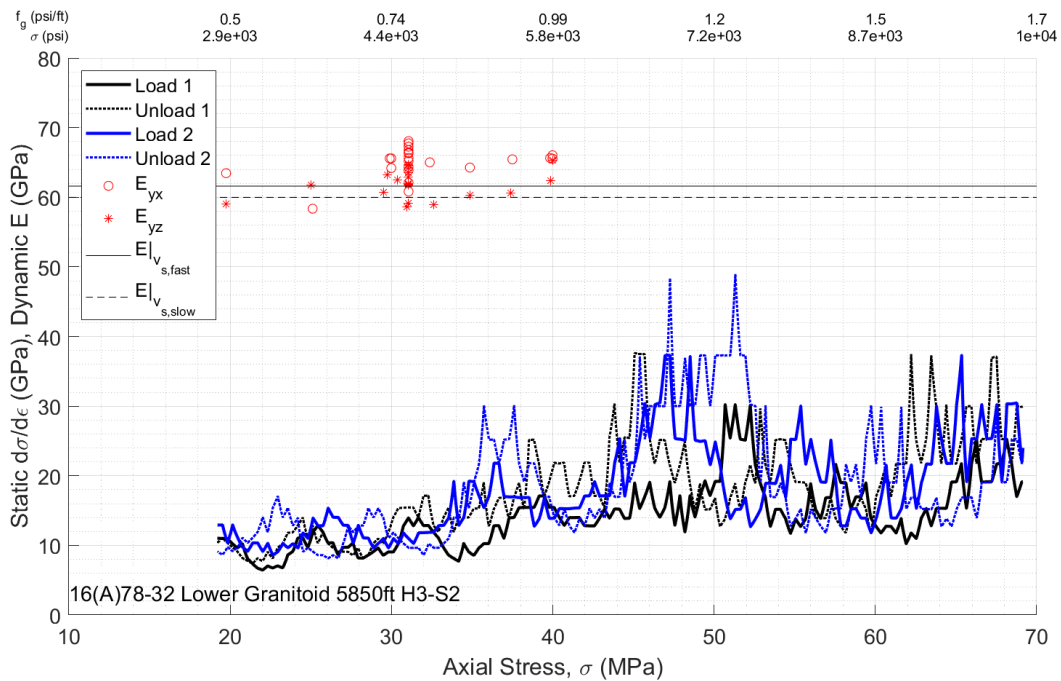 f_g (psi/ft) 0.5 0.74 0.99 1.2 1.5 1.7
σ (psi) 2.9e+03 4.4e+03 5.8e+03 7.2e+03 8.7e+03 1e+04
80
70
60
50
40
30
20
10
0
Static dσ/dϵ (GPa), Dynamic E (GPa)
Load 1
Unload 1
Load 2
Unload 2
E_yx
E_yz
E|_v_s,fast
E|_v_s,slow
16(A)78-32 Lower Granitoid 5850ft H3-S2
10 20 30 40 50 60 70
Axial Stress, σ (MPa)